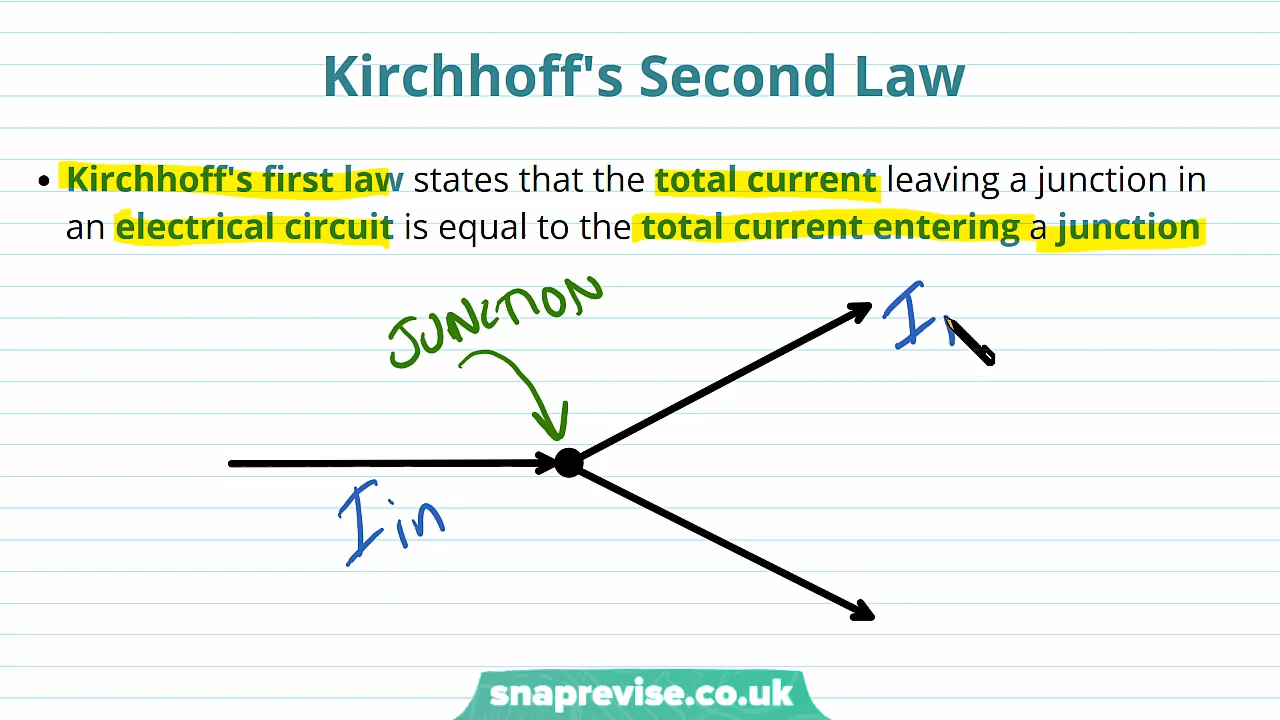 Kirchhoff's Second Law
• Kirchhoff's first law states that the total current leaving a junction in
an electrical circuit is equal to the total current entering a junction
JUNCTION
I
I in
snaprevise.co.uk